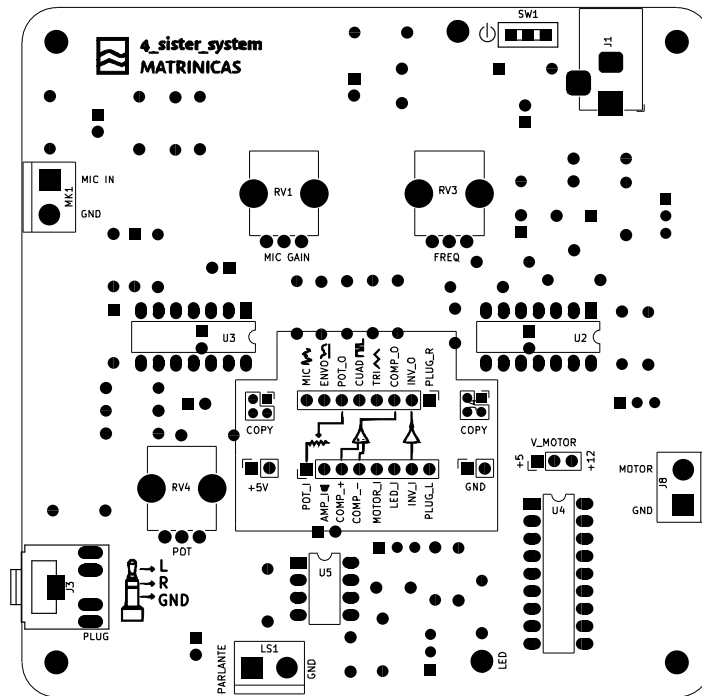 SW1
J1
4_sister_system
MATRINICAS
MK1
MIC IN
GND
RV1
MIC GAIN
RV3
FREQ
U3
U2
MIC
ENVO
POT_O
CUAD
TRI
COMP_O
INV_O
PLUG_R
COPY
COPY
+5V
GND
POT_I
AMP_I
COMP_+
COMP_-
MOTOR_I
LED_I
INV_I
PLUG_L
V_MOTOR
+5
+12
MOTOR
GND
J8
RV4
POT
U4
U5
J3
PLUG
L
R
GND
PARLANTE
LS1
GND
LED